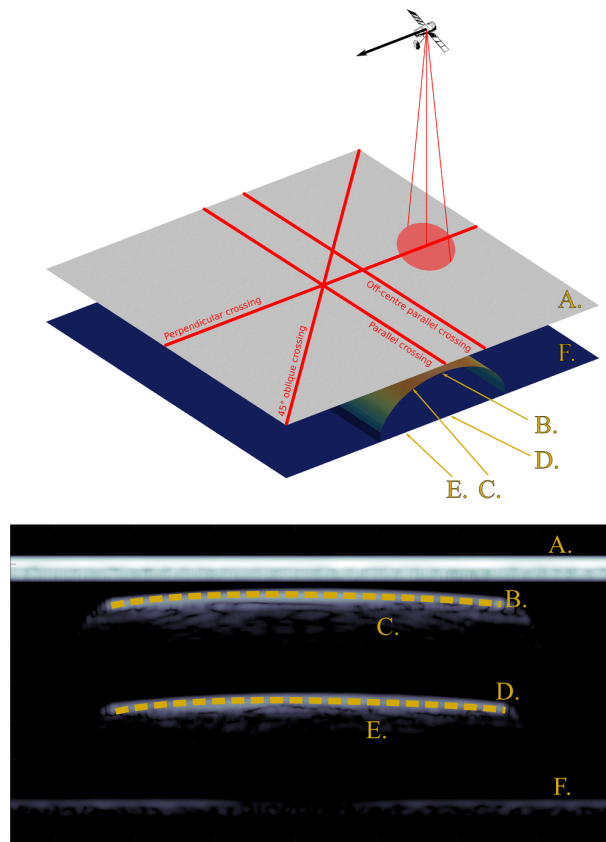 A.
Perpendicular crossing
45° oblique crossing
Parallel crossing
Off-centre parallel crossing
F.
B.
D.
E. C.
A.
B.
C.
D.
E.
F.